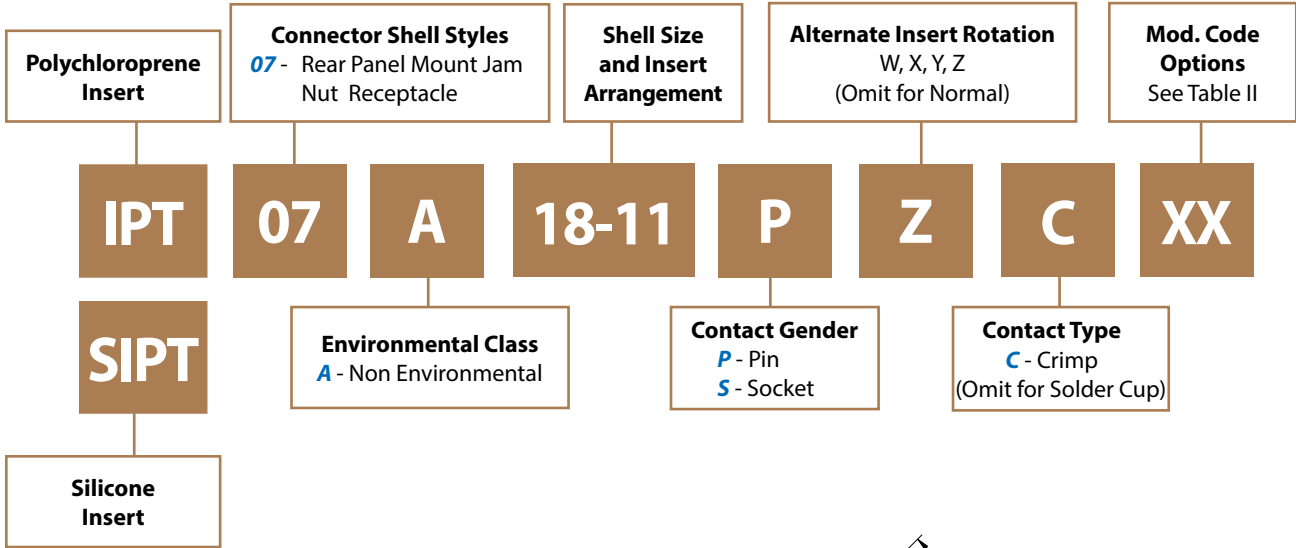 Polychloroprene
Insert
Connector Shell Styles
07 - Rear Panel Mount Jam
Nut Receptacle
Shell Size
and Insert
Arrangement
Alternate Insert Rotation
W, X, Y, Z
(Omit for Normal)
Mod. Code
Options
See Table II
IPT
07
A
18-11
P
Z
C
XX
SIPT
Environmental Class
A - Non Environmental
Contact Gender
P - Pin
S - Socket
Contact Type
C - Crimp
(Omit for Solder Cup)
Silicone
Insert